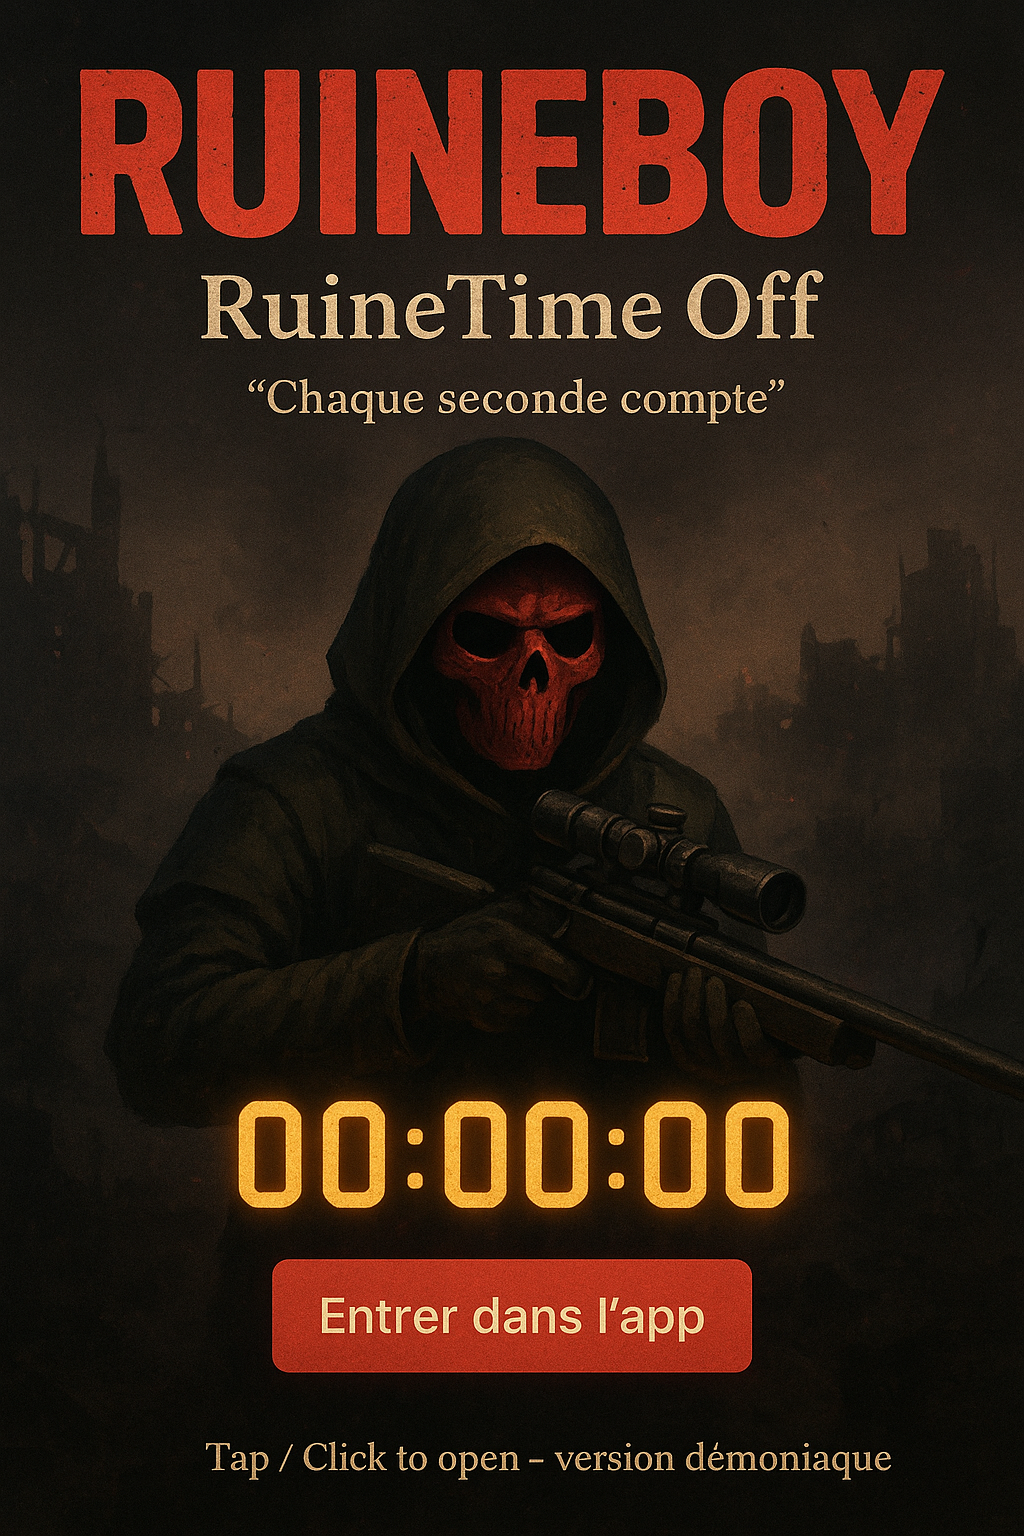 RUINEBOY
RuineTime Off
“Chaque seconde compte”
00:00:00
Entrer dans l’app
Tap / Click to open – version démoniaque